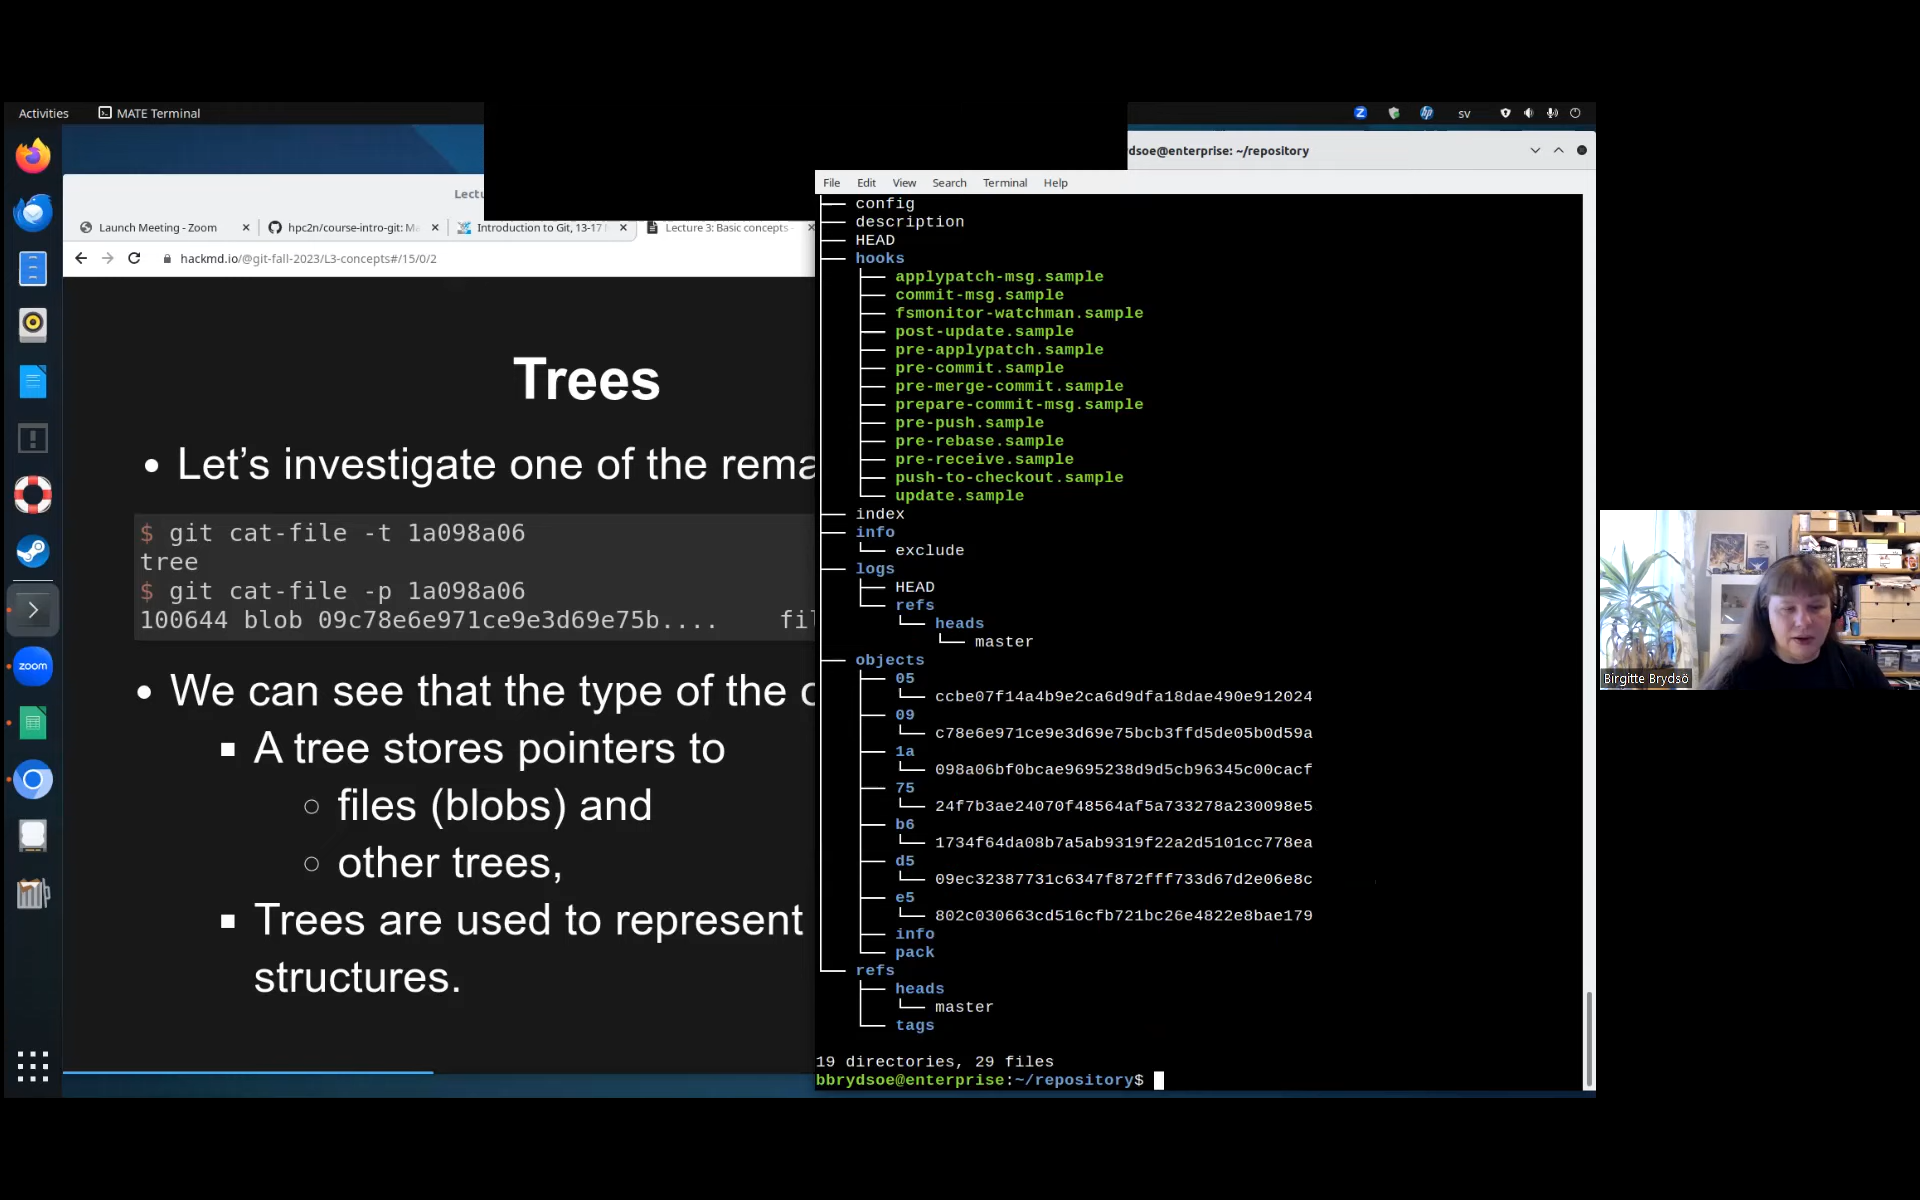 Activities
MATE Terminal
sv
Launch Meeting - Zoom
hpc2n/course-intro-git:
Introduction to Git, 13-17
Lecture 3: Basic concepts -
hackmd.io/@git-fall-2023/L3-concepts#/15/0/2
Trees
• Let’s investigate one of the rema
$ git cat-file -t 1a098a06
tree
$ git cat-file -p 1a098a06
100644 blob 09c78e6e971ce9e3d69e75b.... fil
• We can see that the type of the o
▪ A tree stores pointers to
○ files (blobs) and
○ other trees,
▪ Trees are used to represent
structures.
zoom
dsoe@enterprise: ~/repository
File Edit View Search Terminal Help
├── config
├── description
├── HEAD
├── hooks
│   ├── applypatch-msg.sample
│   ├── commit-msg.sample
│   ├── fsmonitor-watchman.sample
│   ├── post-update.sample
│   ├── pre-applypatch.sample
│   ├── pre-commit.sample
│   ├── pre-merge-commit.sample
│   ├── prepare-commit-msg.sample
│   ├── pre-push.sample
│   ├── pre-rebase.sample
│   ├── pre-receive.sample
│   ├── push-to-checkout.sample
│   └── update.sample
├── index
├── info
│   └── exclude
├── logs
│   ├── HEAD
│   └── refs
│       └── heads
│           └── master
├── objects
│   ├── 05
│   │   └── ccbe07f14a4b9e2ca6d9dfa18dae490e912024
│   ├── 09
│   │   └── c78e6e971ce9e3d69e75bcb3ffd5de05b0d59a
│   ├── 1a
│   │   └── 098a06bf0bcae9695238d9d5cb96345c00cacf
│   ├── 75
│   │   └── 24f7b3ae24070f48564af5a733278a230098e5
│   ├── b6
│   │   └── 1734f64da08b7a5ab9319f22a2d5101cc778ea
│   ├── d5
│   │   └── 09ec32387731c6347f872fff733d67d2e06e8c
│   ├── e5
│   │   └── 802c030663cd516cfb721bc26e4822e8bae179
│   ├── info
│   └── pack
└── refs
    ├── heads
    │   └── master
    └── tags
19 directories, 29 files
bbrydsoe@enterprise:~/repository$
Birgitte Brydsö